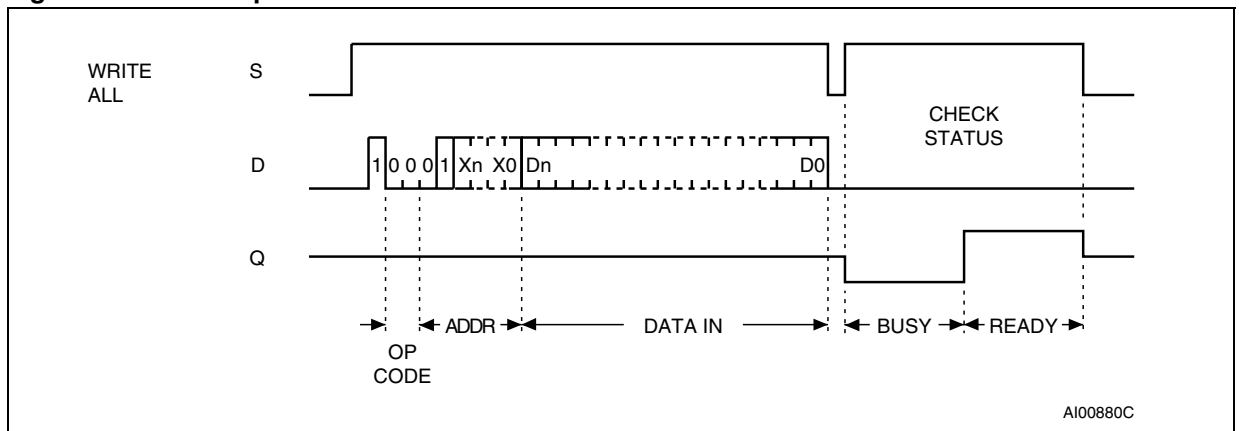 WRITE ALL
S
CHECK STATUS
D
1 0 0 0 1 Xn X0 Dn D0
Q
ADDR DATA IN BUSY READY
OP CODE
AI00880C